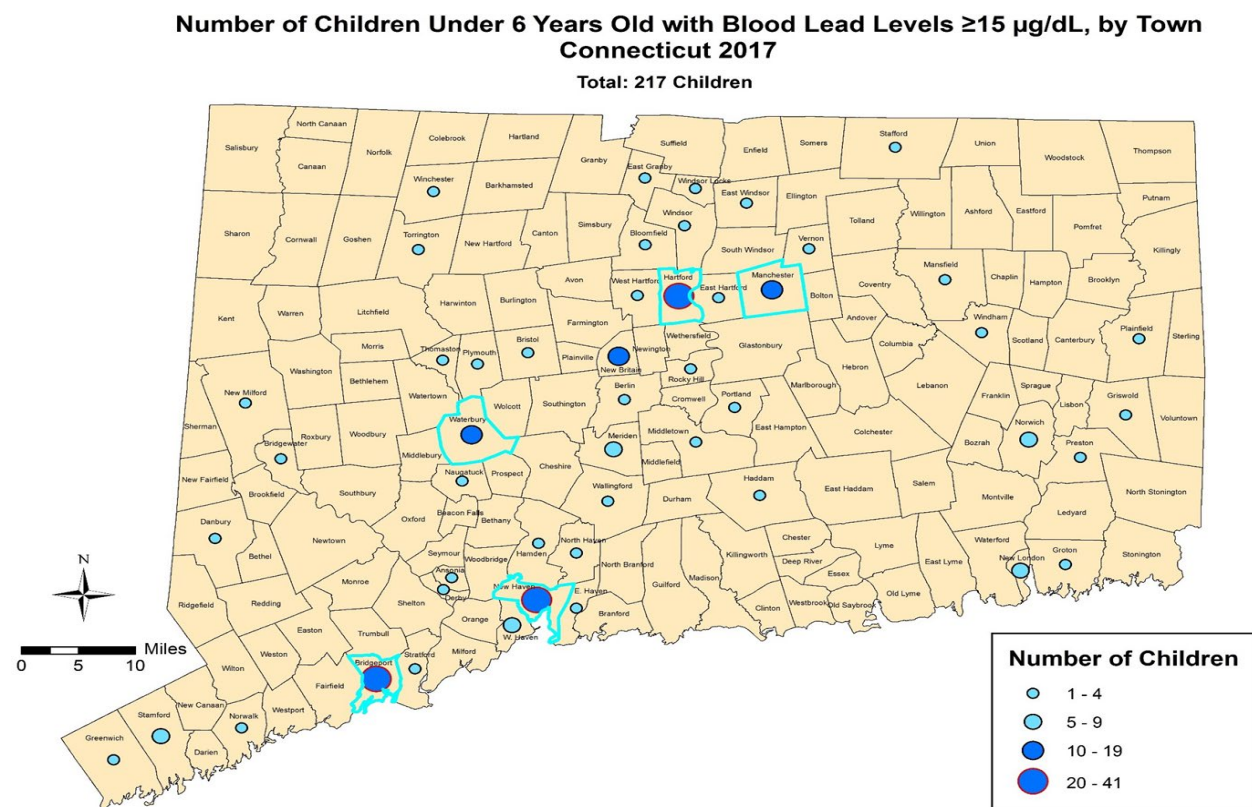 Number of Children Under 6 Years Old with Blood Lead Levels ≥15 µg/dL, by Town
Connecticut 2017
Total: 217 Children
North Canaan
Colebrook
Hartland
Suffield
Enfield
Somers
Stafford
Union
Woodstock
Thompson
Salisbury
Canaan
Norfolk
Granby
East Granby
Windsor Locks
Winchester
Barkhamsted
East Windsor
Ellington
Willington
Ashford
Eastford
Putnam
Pomfret
Sharon
Cornwall
Goshen
Torrington
New Hartford
Canton
Simsbury
Bloomfield
Windsor
South Windsor
Vernon
Tolland
Killingly
Mansfield
Chaplin
Hampton
Brooklyn
Kent
Warren
Litchfield
Harwinton
Burlington
Avon
West Hartford
Hartford
East Hartford
Manchester
Bolton
Coventry
Andover
Windham
Scotland
Canterbury
Plainfield
Sterling
Farmington
Wethersfield
Newington
Glastonbury
Columbia
Morris
Washington
Bethlehem
Thomaston
Plymouth
Bristol
Plainville
New Britain
Berlin
Rocky Hill
Cromwell
Portland
Marlborough
Hebron
Lebanon
Franklin
Sprague
Lisbon
Griswold
Voluntown
New Milford
Sherman
Bridgewater
Roxbury
Woodbury
Watertown
Waterbury
Wolcott
Southington
Meriden
Middletown
Middlefield
East Hampton
Colchester
Bozrah
Norwich
Preston
Middlebury
Naugatuck
Prospect
Cheshire
Wallingford
Durham
Haddam
East Haddam
Salem
Montville
North Stonington
New Fairfield
Brookfield
Southbury
Oxford
Beacon Falls
Bethany
Danbury
Bethel
Newtown
Seymour
Woodbridge
Hamden
North Haven
North Branford
Guilford
Madison
Killingworth
Chester
Deep River
Essex
Lyme
East Lyme
Waterford
New London
Ledyard
Groton
Stonington
Ansonia
Derby
New Haven
E. Haven
Branford
Clinton
Westbrook
Old Saybrook
Old Lyme
Ridgefield
Redding
Monroe
Shelton
Orange
W. Haven
Milford
Easton
Trumbull
Stratford
Bridgeport
Fairfield
Weston
Wilton
Westport
New Canaan
Norwalk
Darien
Stamford
Greenwich
N
Miles
0 5 10
Number of Children
1 - 4
5 - 9
10 - 19
20 - 41